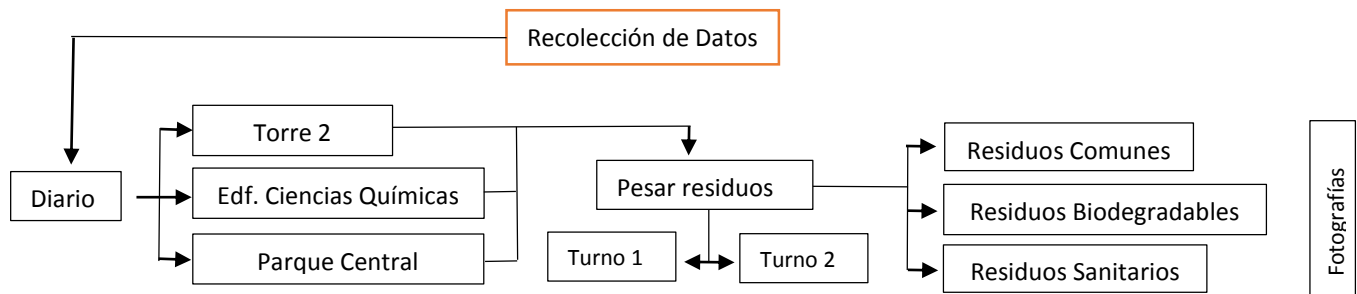 Recolección de Datos
Diario
Torre 2
Edf. Ciencias Químicas
Parque Central
Pesar residuos
Turno 1
Turno 2
Residuos Comunes
Residuos Biodegradables
Residuos Sanitarios
Fotografías